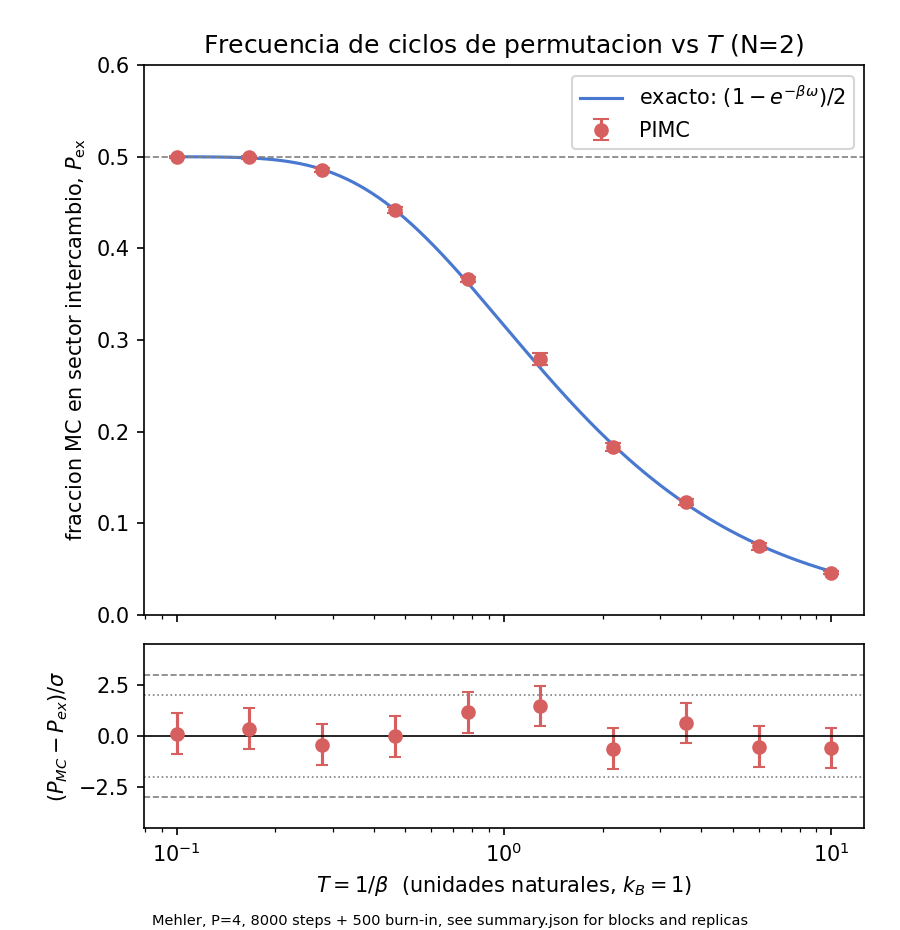 Frecuencia de ciclos de permutacion vs T (N=2)
exacto: (1 − e^{−βω})/2
PIMC
fraccion MC en sector intercambio, P_ex
0.6
0.5
0.4
0.3
0.2
0.1
0.0
(P_MC − P_ex)/σ
2.5
0.0
−2.5
10^{−1}
10^0
10^1
T = 1/β (unidades naturales, k_B = 1)
Mehler, P=4, 8000 steps + 500 burn-in, see summary.json for blocks and replicas